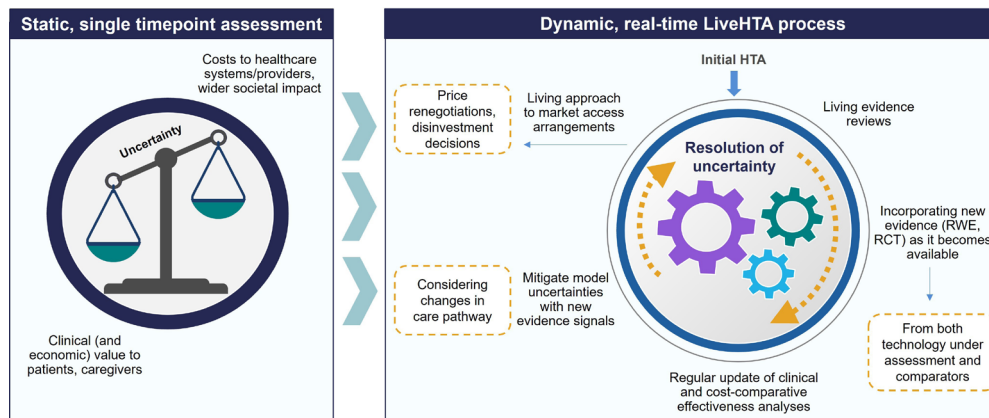 Static, single timepoint assessment
Costs to healthcare
systems/providers,
wider societal impact
Uncertainty
Clinical (and
economic) value to
patients, caregivers
Dynamic, real-time LiveHTA process
Initial HTA
Price
renegotiations,
disinvestment
decisions
Living approach
to market access
arrangements
Living evidence
reviews
Resolution of
uncertainty
Incorporating new
evidence (RWE,
RCT) as it becomes
available
Considering
changes in
care pathway
Mitigate model
uncertainties
with new
evidence signals
From both
technology under
assessment and
comparators
Regular update of clinical
and cost-comparative
effectiveness analyses